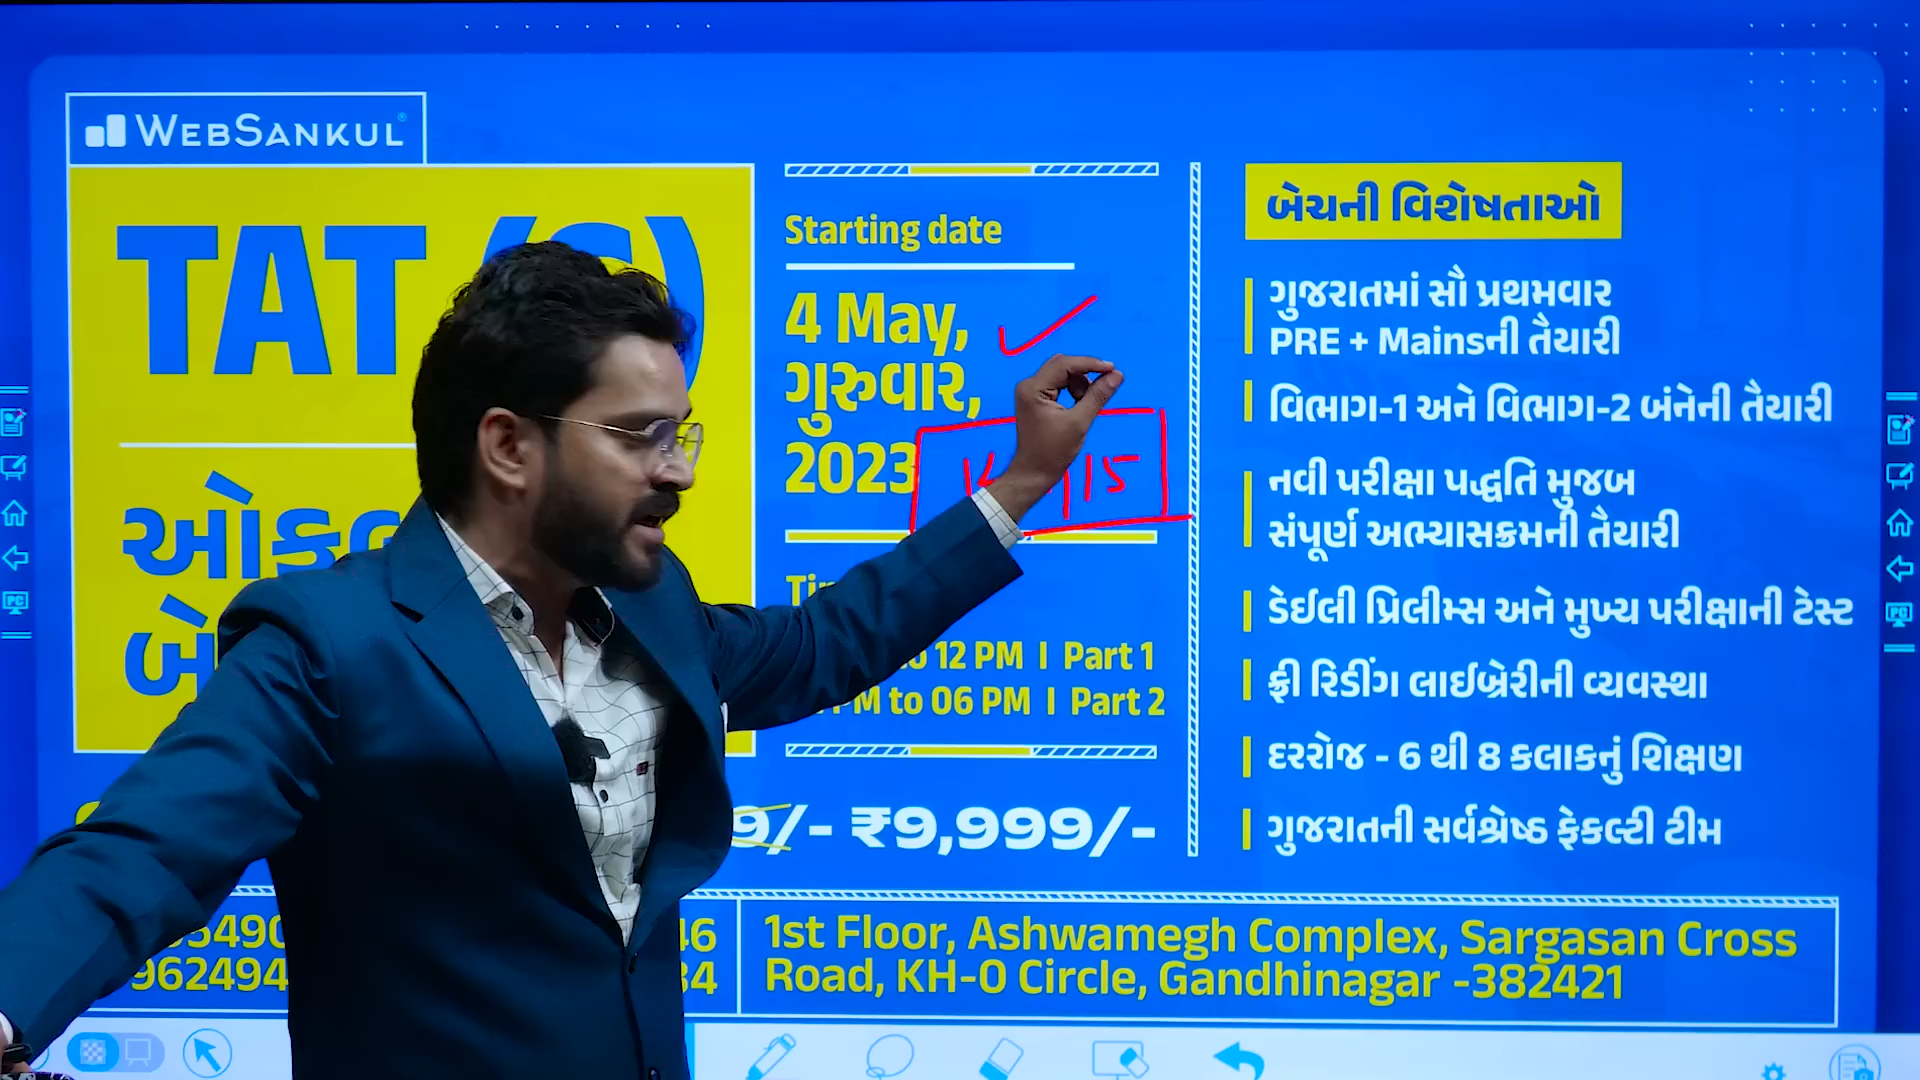 WEBSANKUL
TAT
Starting date
4 May,
ગુરુવાર,
2023
15
12 PM I Part 1
PM to 06 PM I Part 2
9/- ₹9,999/-
બેચની વિશેષતાઓ
ગુજરાતમાં સૌ પ્રથમવાર
PRE + Mainsની તૈયારી
વિભાગ-1 અને વિભાગ-2 બંનેની તૈયારી
નવી પરીક્ષા પદ્ધતિ મુજબ
સંપૂર્ણ અભ્યાસક્રમની તૈયારી
ડેઈલી પ્રિલીમ્સ અને મુખ્ય પરીક્ષાની ટેસ્ટ
ફ્રી રિડીંગ લાઈબ્રેરીની વ્યવસ્થા
દરરોજ - 6 થી 8 કલાકનું શિક્ષણ
ગુજરાતની સર્વશ્રેષ્ઠ ફેકલ્ટી ટીમ
1st Floor, Ashwamegh Complex, Sargasan Cross
Road, KH-0 Circle, Gandhinagar -382421